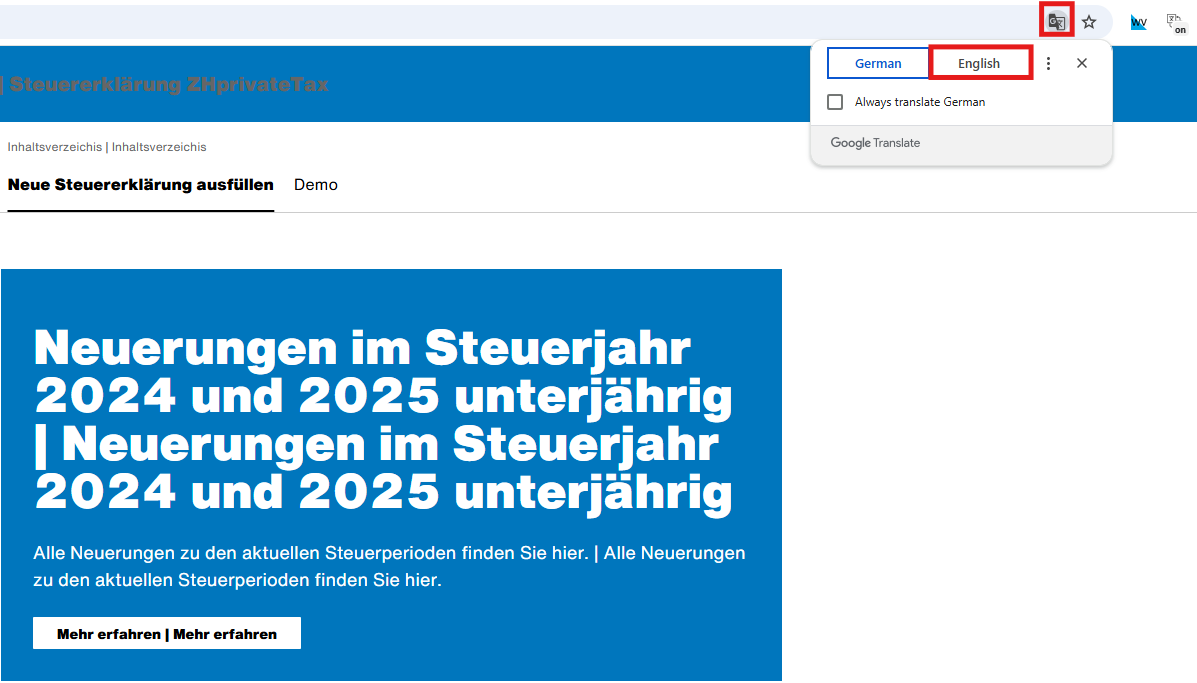 on
German English
Always translate German
Google Translate
| Steuererklärung ZHprivateTax
Inhaltsverzeichis | Inhaltsverzeichis
Neue Steuererklärung ausfüllen Demo
Neuerungen im Steuerjahr
2024 und 2025 unterjährig
| Neuerungen im Steuerjahr
2024 und 2025 unterjährig
Alle Neuerungen zu den aktuellen Steuerperioden finden Sie hier. | Alle Neuerungen
zu den aktuellen Steuerperioden finden Sie hier.
Mehr erfahren | Mehr erfahren